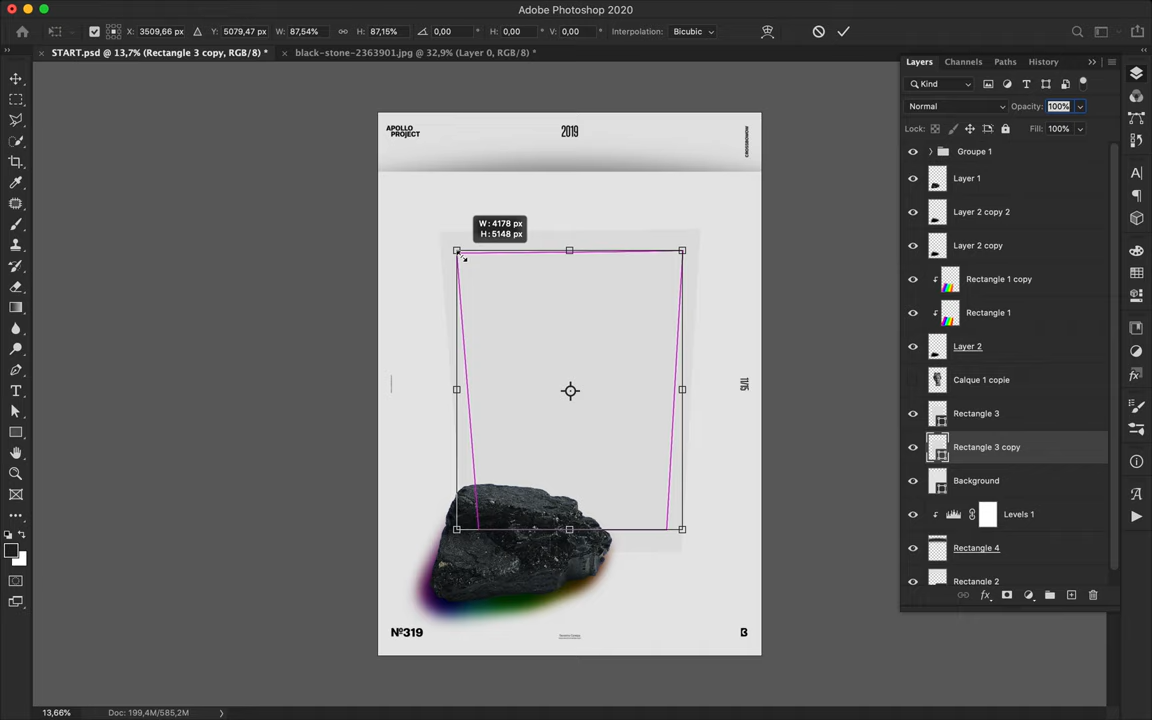 Adobe Photoshop 2020
X: 3509,66 px
Y: 5079,47 px
W: 87,54%
H: 87,15%
0,00
H: 0,00
V: 0,00
Interpolation: Bicubic
START.psd @ 13,7% (Rectangle 3 copy, RGB/8) *
black-stone-2363901.jpg @ 32,9% (Layer 0, RGB/8) *
Layers
Channels
Paths
History
Kind
Normal
Opacity: 100%
Lock:
Fill: 100%
Groupe 1
Layer 1
Layer 2 copy 2
Layer 2 copy
Rectangle 1 copy
Rectangle 1
Layer 2
Calque 1 copie
Rectangle 3
Rectangle 3 copy
Background
Levels 1
Rectangle 4
Rectangle 2
APOLLO
PROJECT
2019
W: 4178 px
H: 5148 px
11/15
Nº319
13,66%
Doc: 199,4M/585,2M